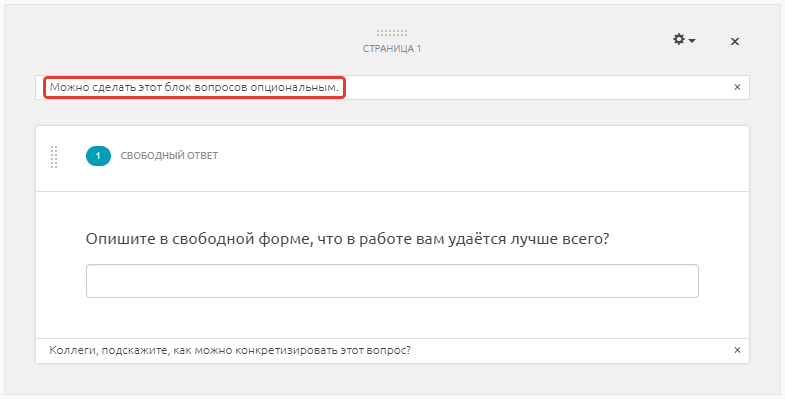 СТРАНИЦА 1
Можно сделать этот блок вопросов опциональным.
1 СВОБОДНЫЙ ОТВЕТ
Опишите в свободной форме, что в работе вам удаётся лучше всего?
Коллеги, подскажите, как можно конкретизировать этот вопрос?